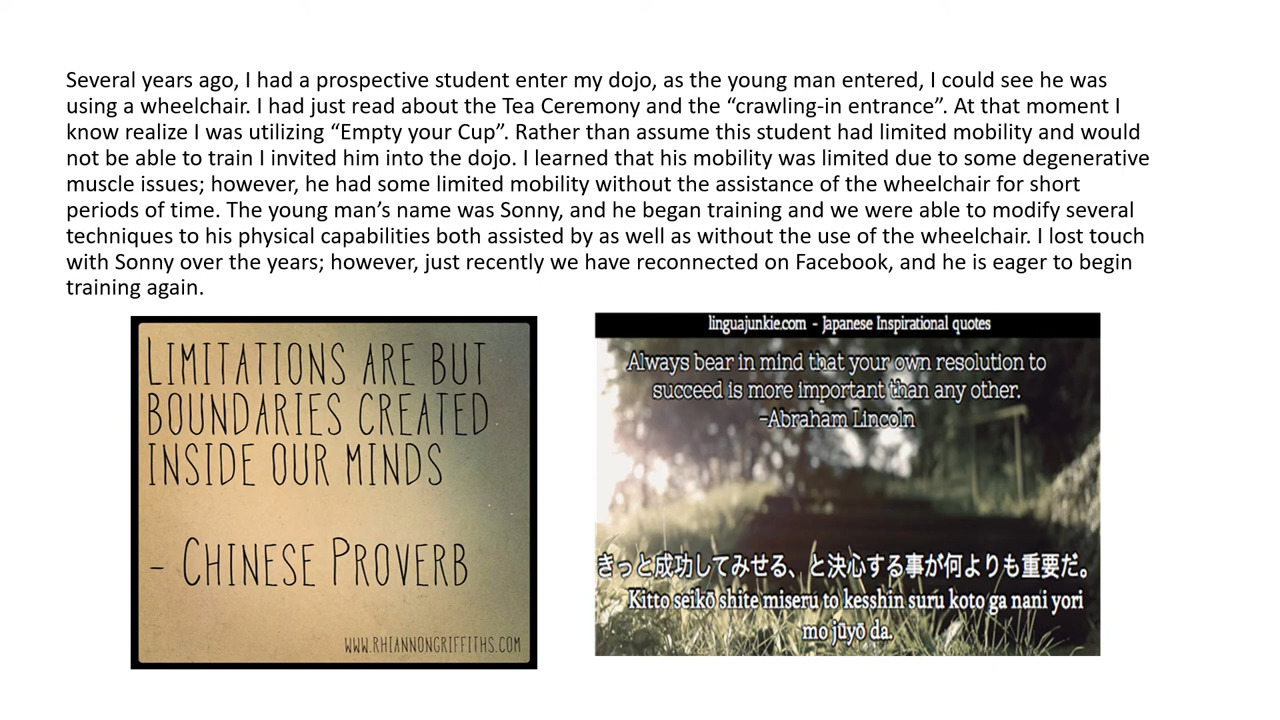 Several years ago, I had a prospective student enter my dojo, as the young man entered, I could see he was
using a wheelchair. I had just read about the Tea Ceremony and the “crawling-in entrance”. At that moment I
know realize I was utilizing “Empty your Cup”. Rather than assume this student had limited mobility and would
not be able to train I invited him into the dojo. I learned that his mobility was limited due to some degenerative
muscle issues; however, he had some limited mobility without the assistance of the wheelchair for short
periods of time. The young man’s name was Sonny, and he began training and we were able to modify several
techniques to his physical capabilities both assisted by as well as without the use of the wheelchair. I lost touch
with Sonny over the years; however, just recently we have reconnected on Facebook, and he is eager to begin
training again.
LIMITATIONS ARE BUT
BOUNDARIES CREATED
INSIDE OUR MINDS
- CHINESE PROVERB
WWW.RHIANNONGRIFFITHS.COM
linguajunkie.com - Japanese Inspirational quotes
Always bear in mind that your own resolution to
succeed is more important than any other.
-Abraham Lincoln
きっと成功してみせる、と決心する事が何よりも重要だ。
Kitto seikō shite miseru to kesshin suru koto ga nani yori
mo jūyō da.